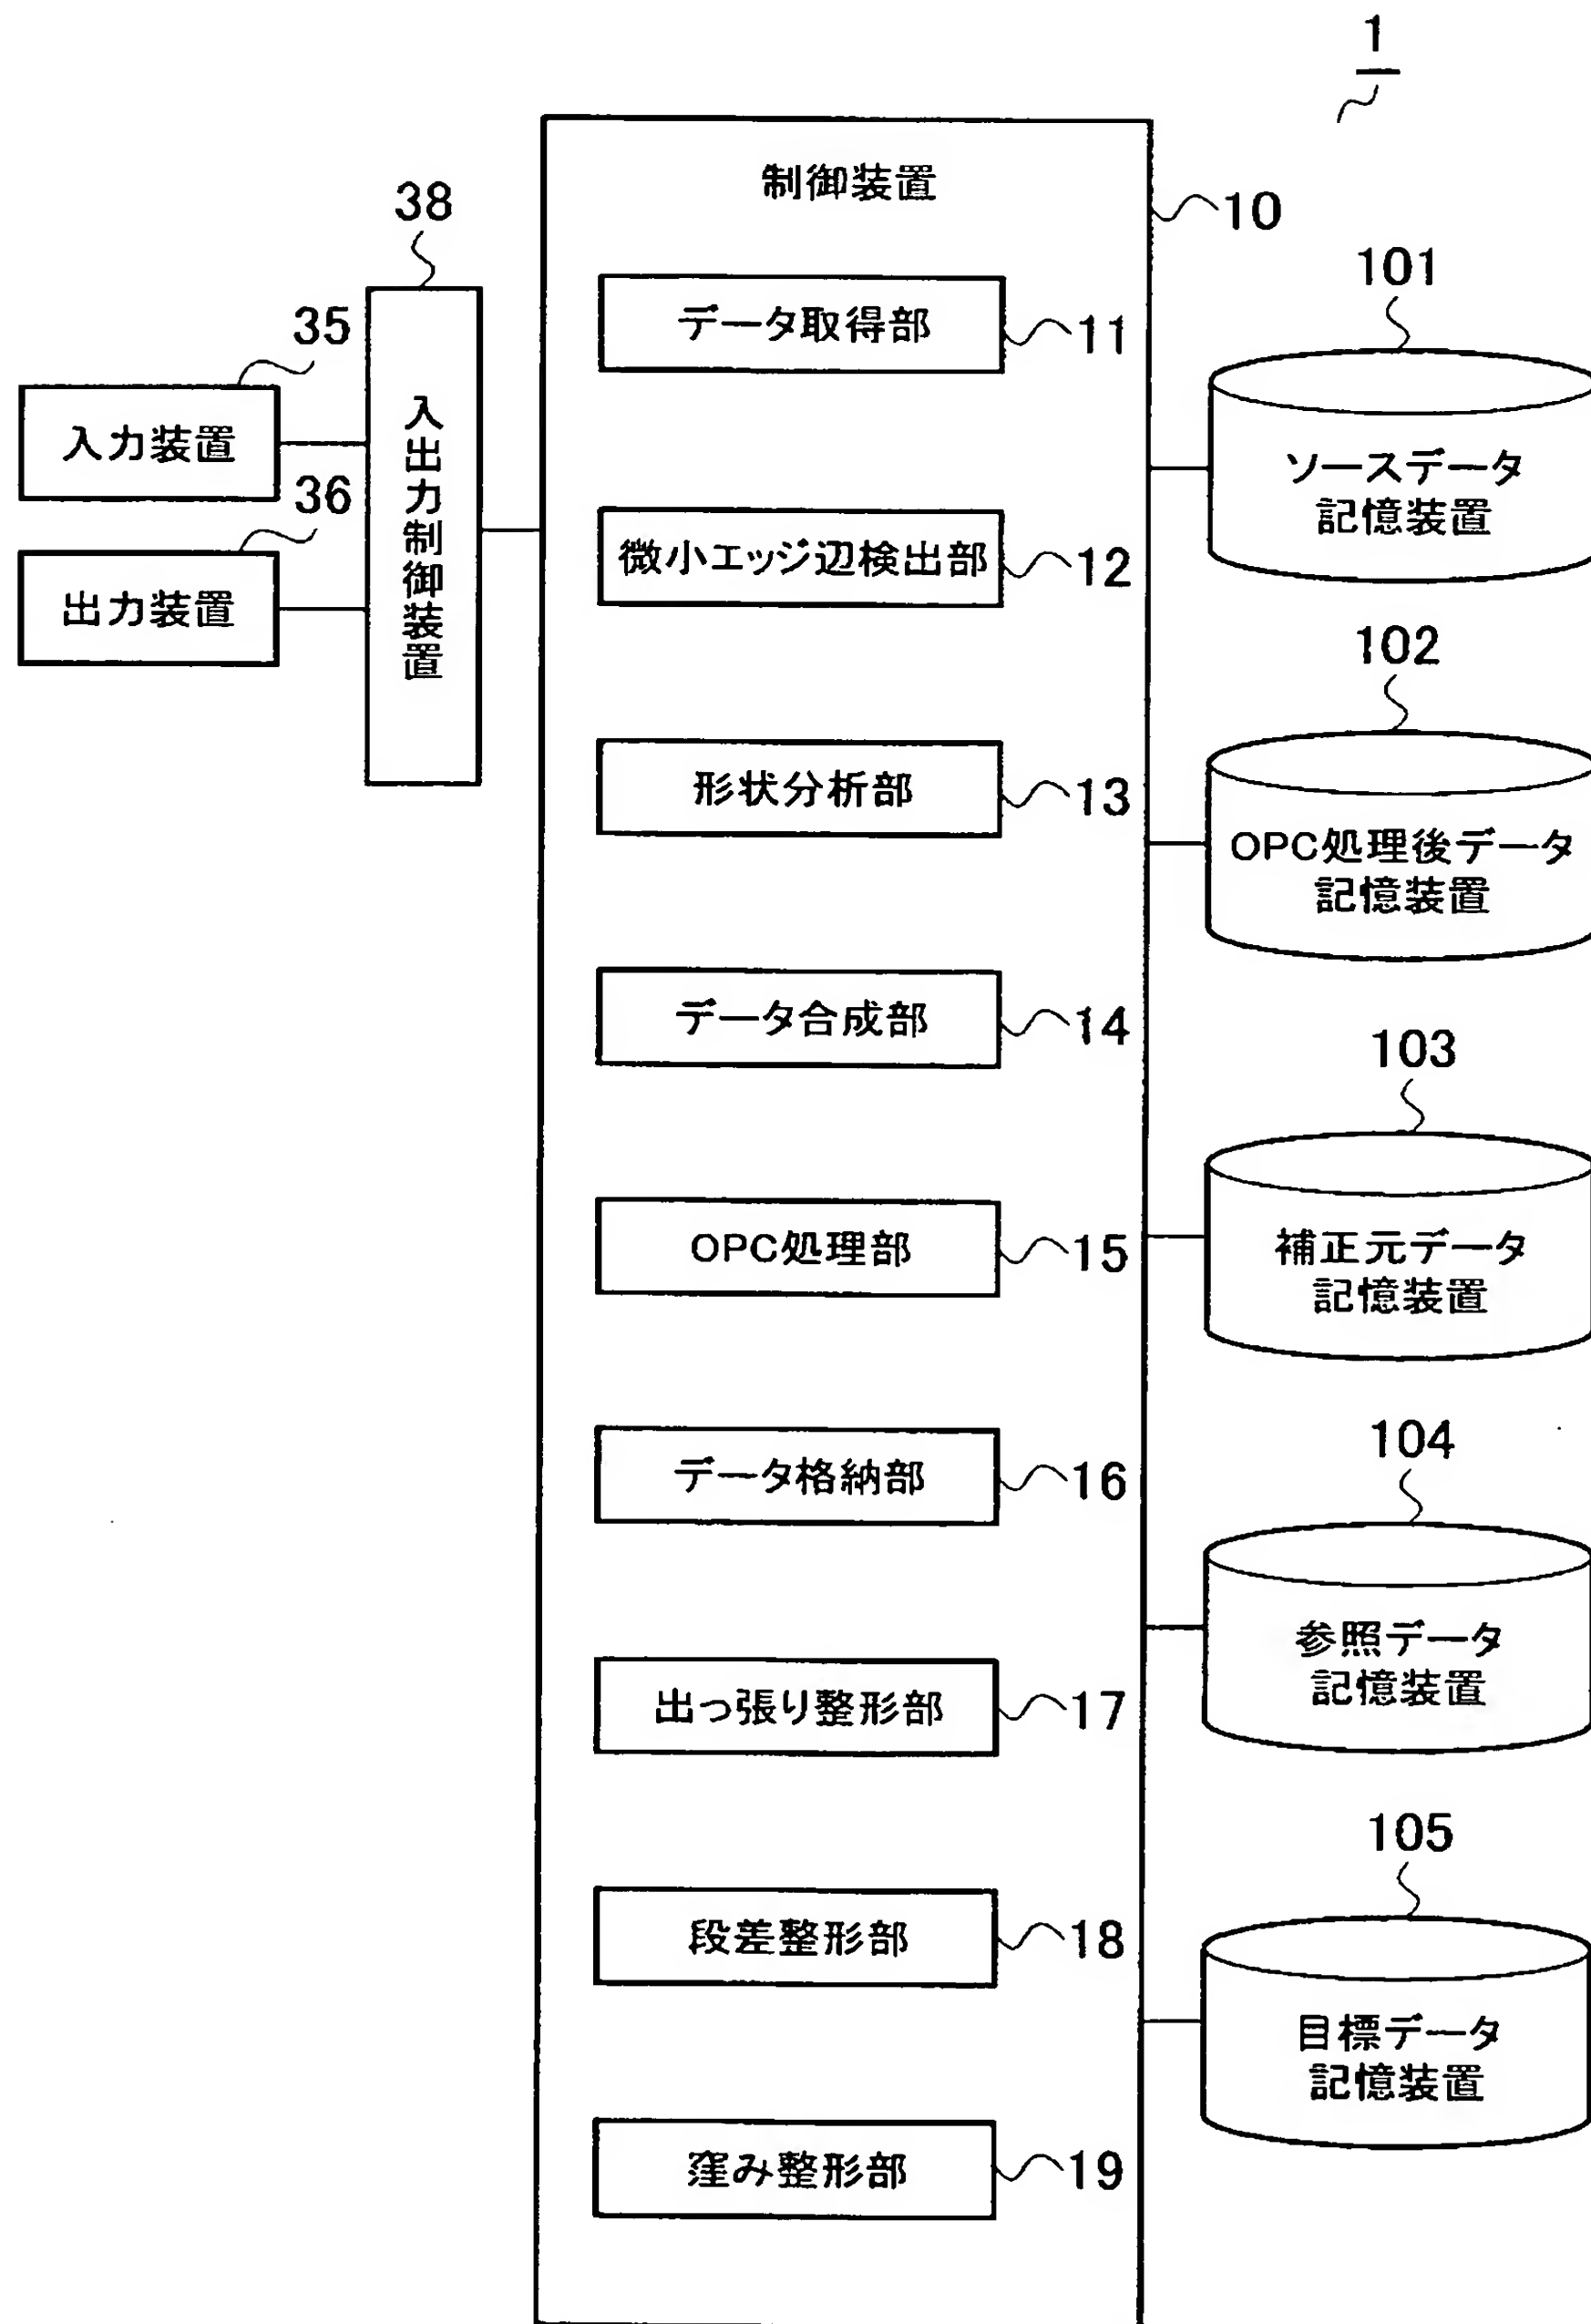 1
制御装置
10
38
35
入力装置
36
出力装置
入出力制御装置
データ取得部
11
微小エッジ辺検出部
12
形状分析部
13
データ合成部
14
OPC処理部
15
データ格納部
16
出っ張り整形部
17
段差整形部
18
窪み整形部
19
101
ソースデータ
記憶装置
102
OPC処理後データ
記憶装置
103
補正元データ
記憶装置
104
参照データ
記憶装置
105
目標データ
記憶装置